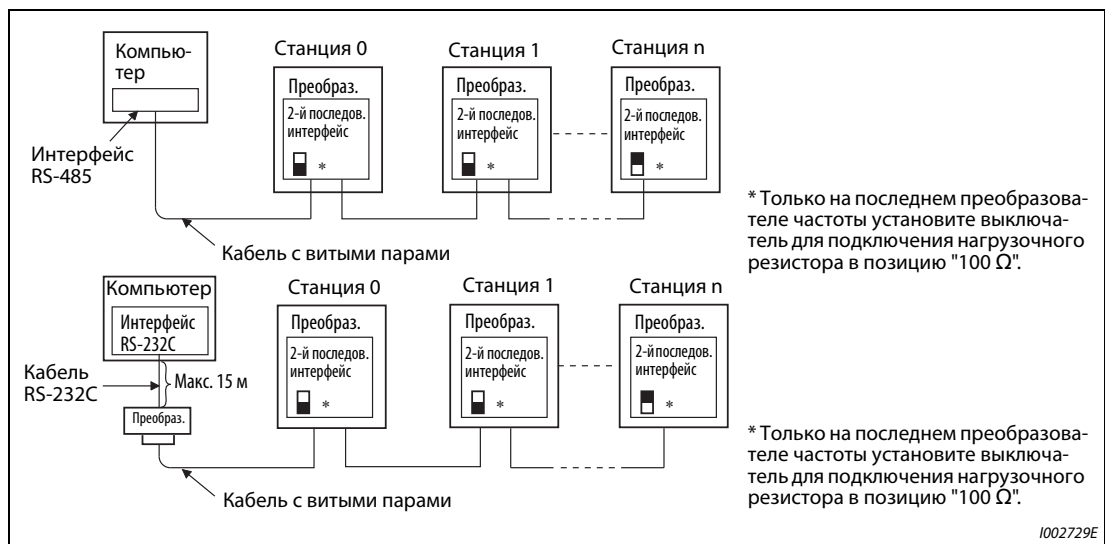 Компью-
тер
Интерфейс
RS-485
Станция 0
Преобраз.
2-й последов.
интерфейс
*
Станция 1
Преобраз.
2-й последов.
интерфейс
*
Станция n
Преобраз.
2-й последов.
интерфейс
*
Кабель с витыми парами
* Только на последнем преобразова-
теле частоты установите выключа-
тель для подключения нагрузочного
резистора в позицию "100 Ω".
Компьютер
Интерфейс
RS-232C
Кабель
RS-232C
Макс. 15 м
Преобраз.
Станция 0
Преобраз.
2-й последов.
интерфейс
*
Станция 1
Преобраз.
2-й последов.
интерфейс
*
Станция n
Преобраз.
2-й последов.
интерфейс
*
Кабель с витыми парами
* Только на последнем преобразова-
теле частоты установите выключа-
тель для подключения нагрузочного
резистора в позицию "100 Ω".
I002729E